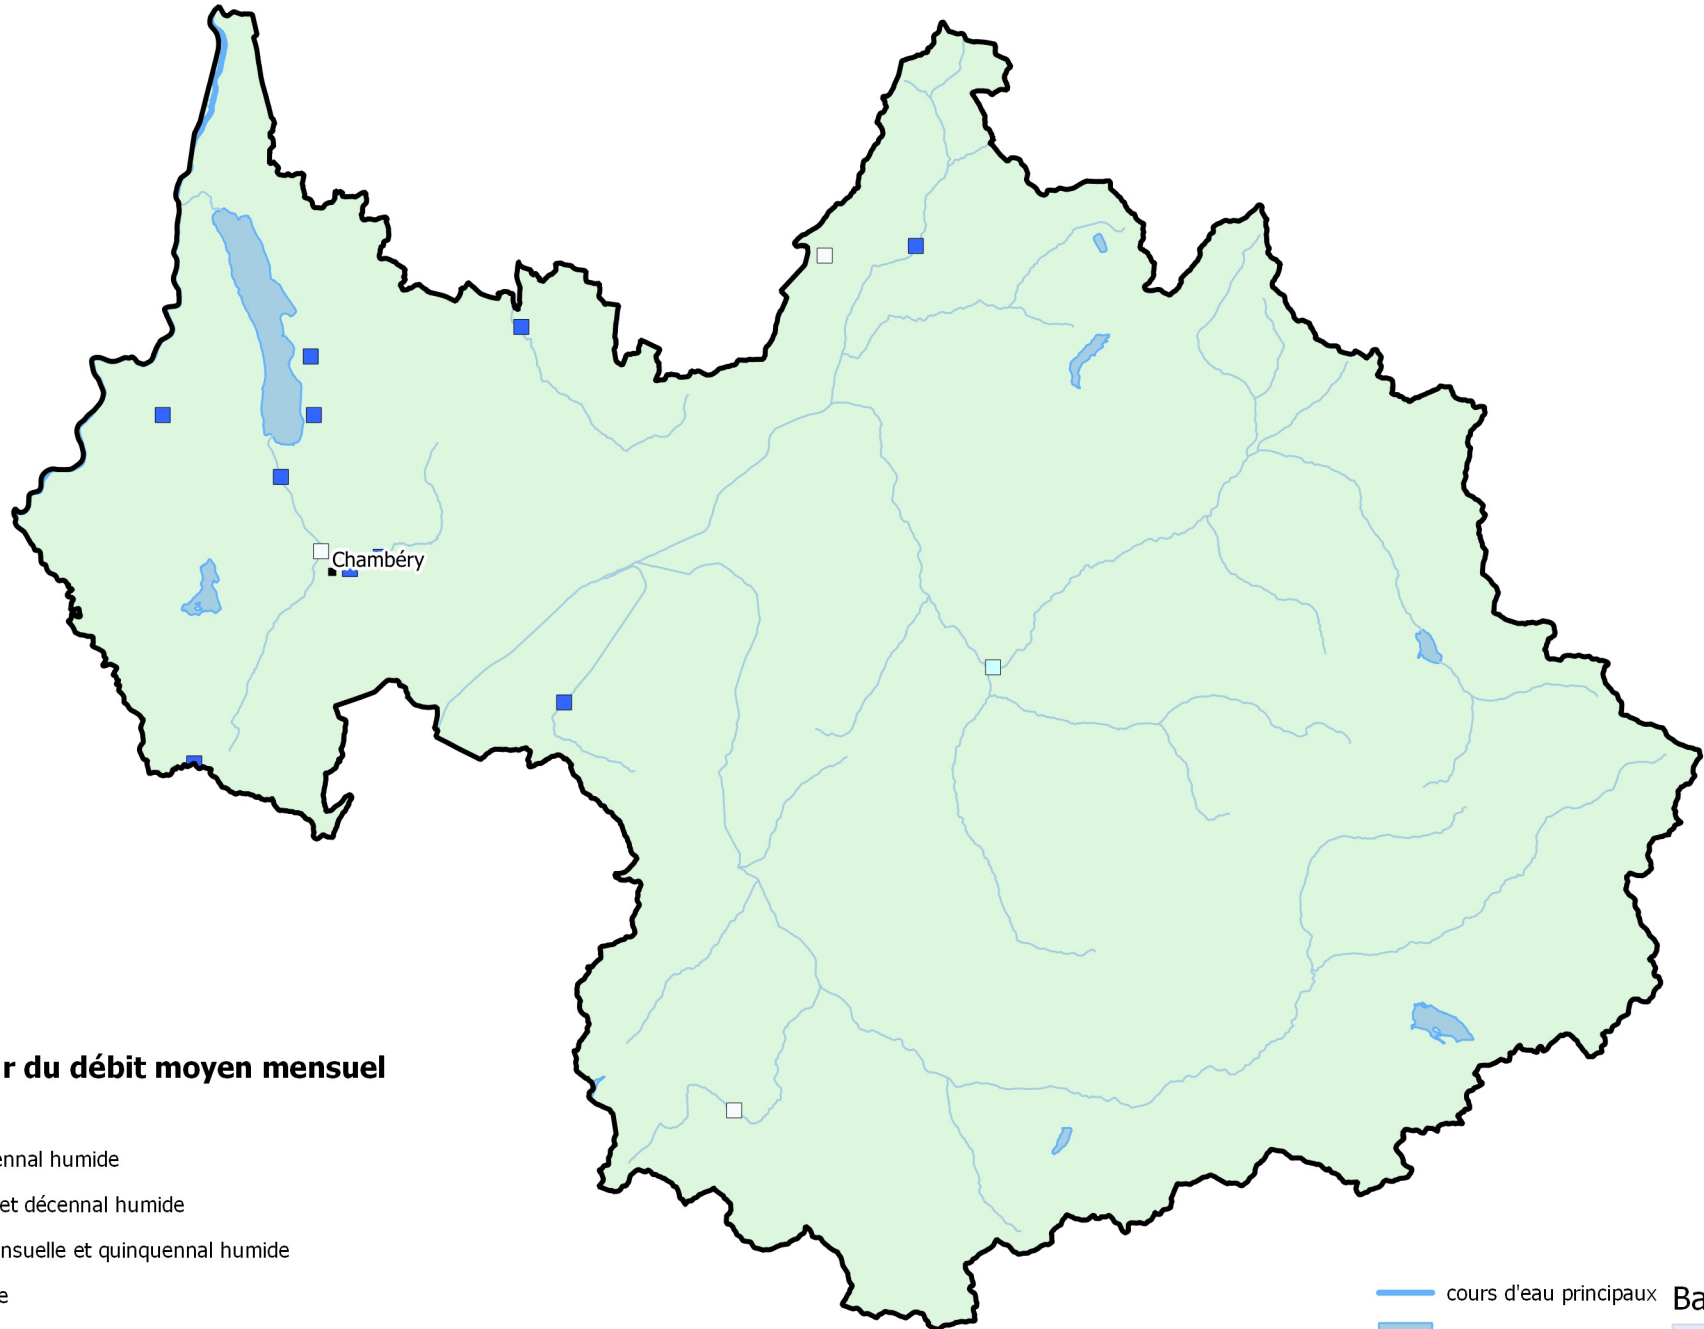 Chambéry
r du débit moyen mensuel
ennal humide
et décennal humide
nsuelle et quinquennal humide
e
cours d'eau principaux
Ba